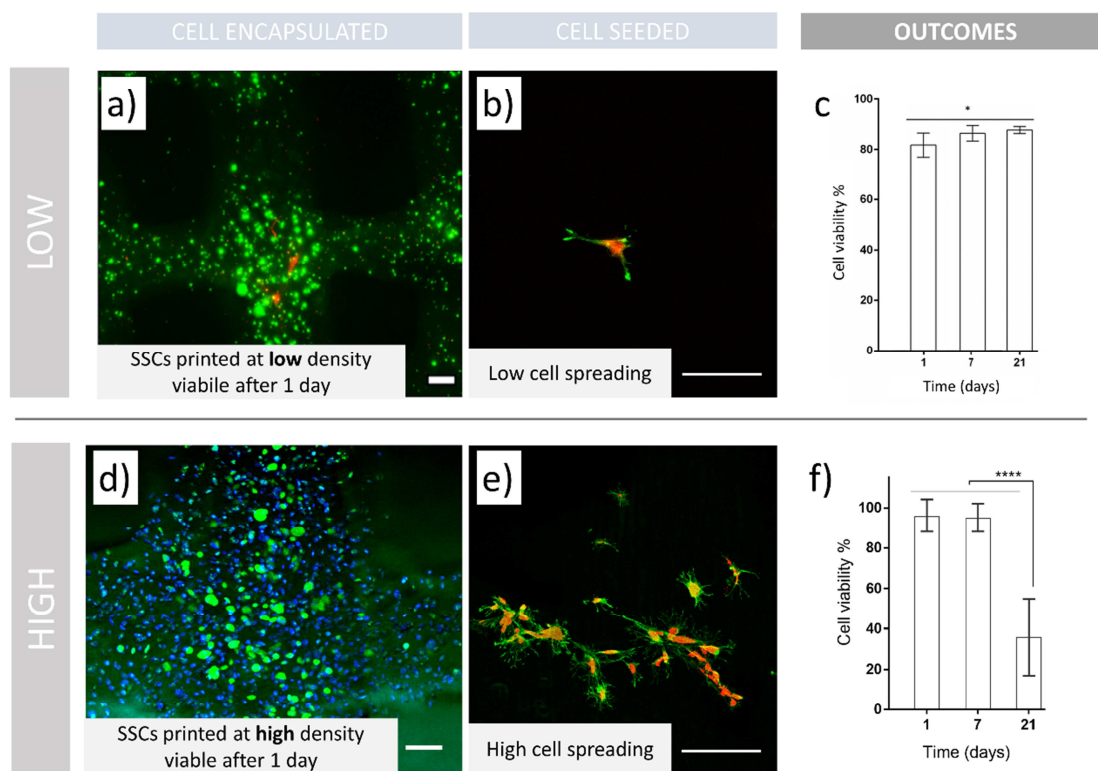 CELL ENCAPSULATED
CELL SEEDED
OUTCOMES
LOW
a)
SSCs printed at low density
viabile after 1 day
b)
Low cell spreading
c)
*
Cell viability %
100
80
60
40
20
0
1 7 21
Time (days)
HIGH
d)
SSCs printed at high density
viable after 1 day
e)
High cell spreading
f)
****
Cell viability %
100
80
60
40
20
0
1 7 21
Time (days)